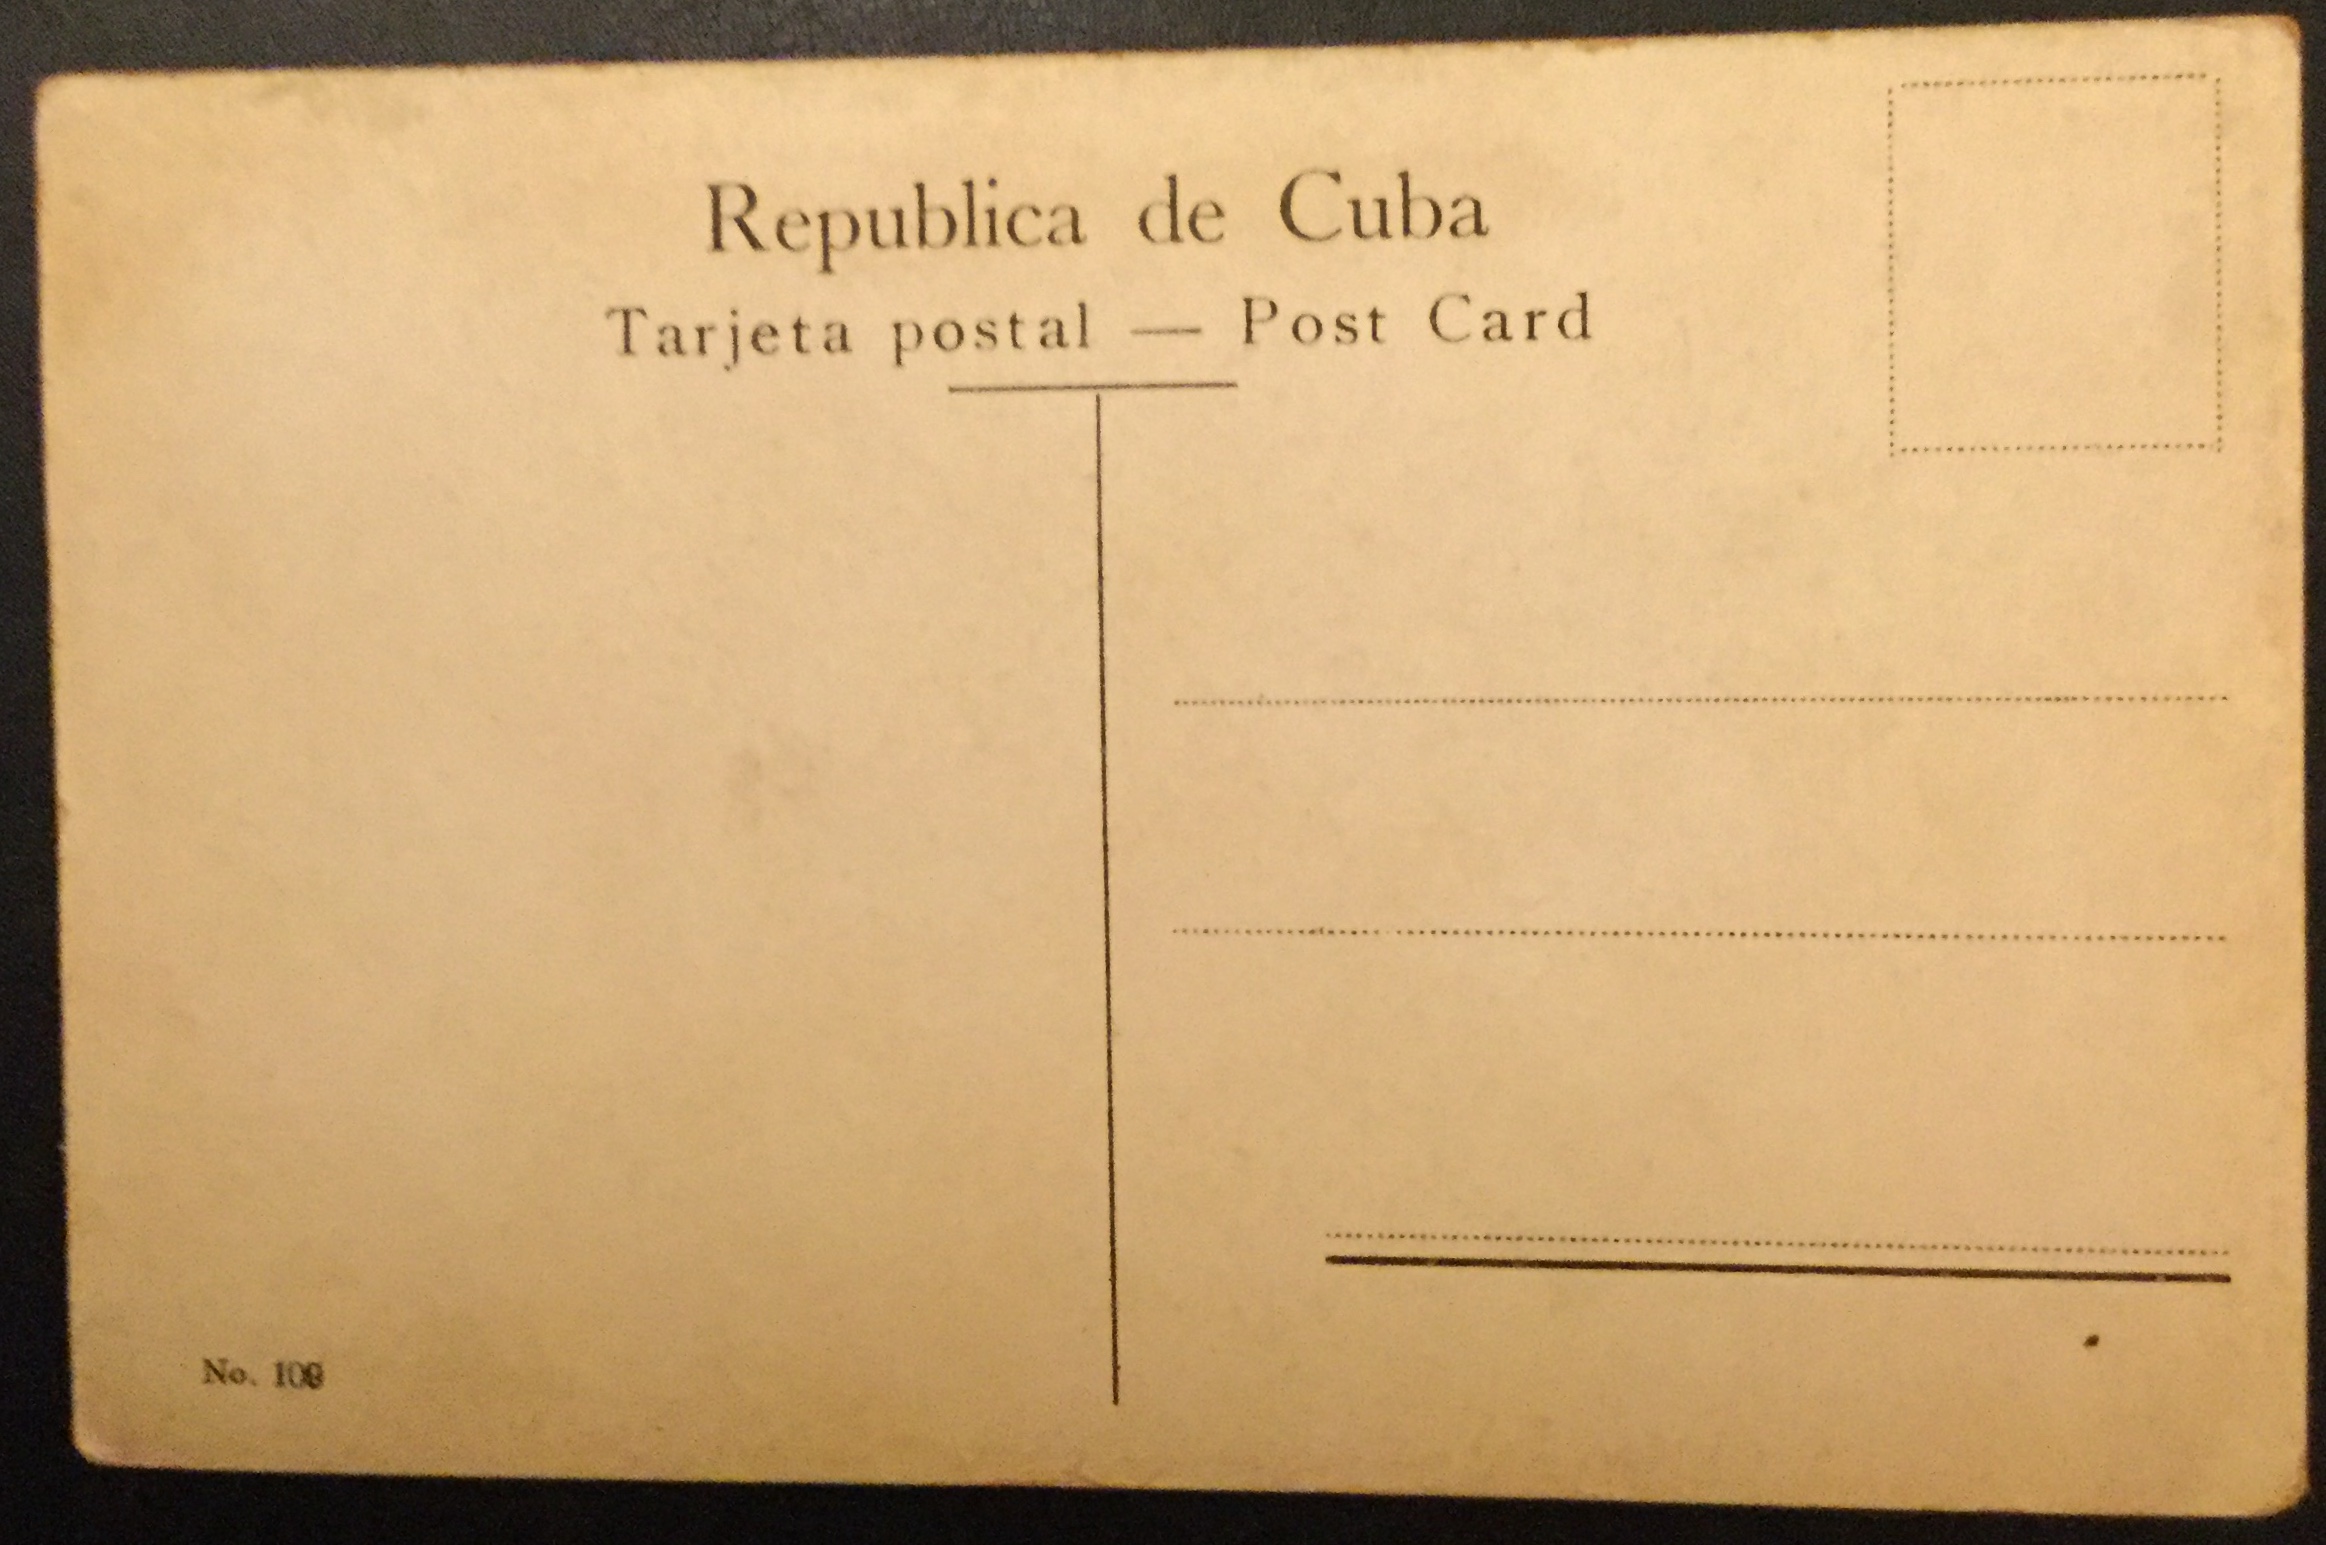 Republica de Cuba
Tarjeta postal — Post Card
No.